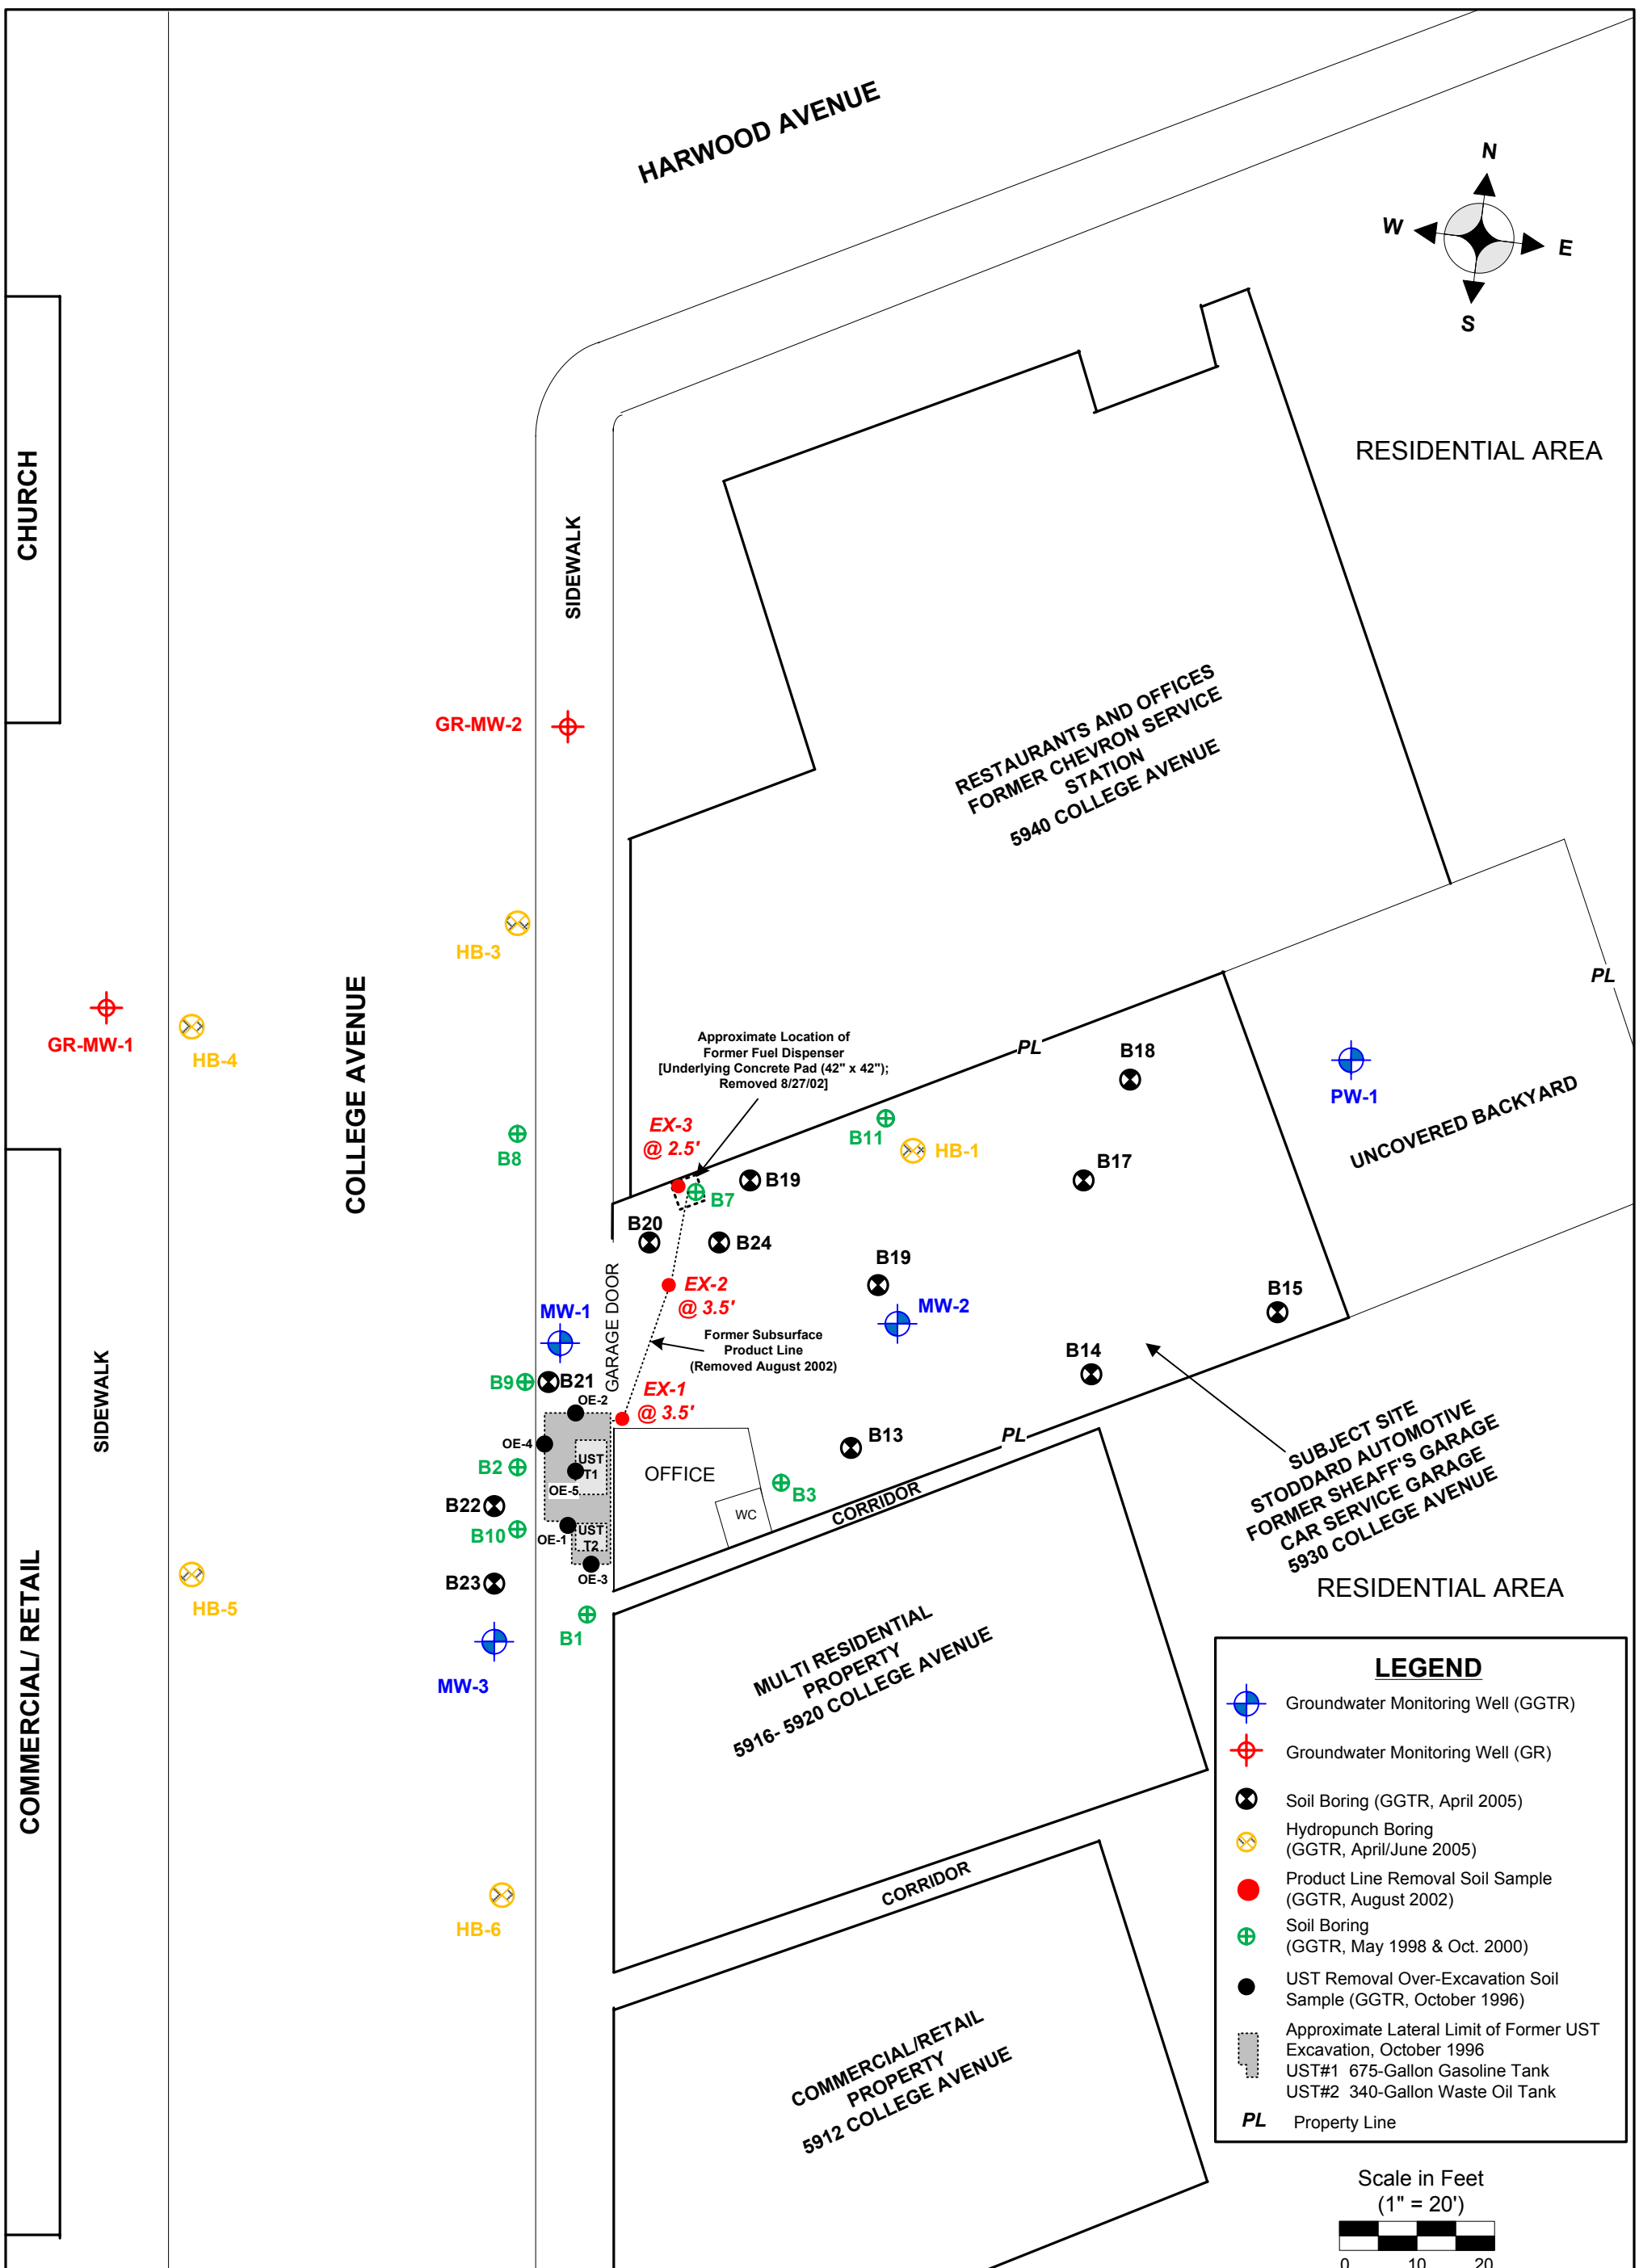 HARWOOD AVENUE
N
W
E
S
CHURCH
RESIDENTIAL AREA
SIDEWALK
GR-MW-2
RESTAURANTS AND OFFICES
FORMER CHEVRON SERVICE
STATION
5940 COLLEGE AVENUE
HB-3
COLLEGE AVENUE
GR-MW-1
HB-4
PL
Approximate Location of
Former Fuel Dispenser
[Underlying Concrete Pad (42" x 42");
Removed 8/27/02]
PL
B18
PW-1
UNCOVERED BACKYARD
EX-3
@ 2.5'
B11
HB-1
B8
B19
B17
B7
B20
B24
B19
GARAGE DOOR
EX-2
@ 3.5'
MW-1
MW-2
B15
Former Subsurface
Product Line
(Removed August 2002)
B14
SIDEWALK
B9
B21
OE-2
EX-1
@ 3.5'
SUBJECT SITE
STODDARD AUTOMOTIVE
FORMER SHEAFF'S GARAGE
CAR SERVICE GARAGE
5930 COLLEGE AVENUE
B13
PL
OE-4
B2
UST
T1
OE-5
OFFICE
B3
WC
CORRIDOR
B22
B10
OE-1
UST
T2
OE-3
B23
HB-5
B1
RESIDENTIAL AREA
COMMERCIAL/ RETAIL
MW-3
MULTI RESIDENTIAL
PROPERTY
5916- 5920 COLLEGE AVENUE
CORRIDOR
HB-6
COMMERCIAL/RETAIL
PROPERTY
5912 COLLEGE AVENUE
LEGEND
Groundwater Monitoring Well (GGTR)
Groundwater Monitoring Well (GR)
Soil Boring (GGTR, April 2005)
Hydropunch Boring
(GGTR, April/June 2005)
Product Line Removal Soil Sample
(GGTR, August 2002)
Soil Boring
(GGTR, May 1998 & Oct. 2000)
UST Removal Over-Excavation Soil
Sample (GGTR, October 1996)
Approximate Lateral Limit of Former UST
Excavation, October 1996
UST#1 675-Gallon Gasoline Tank
UST#2 340-Gallon Waste Oil Tank
PL Property Line
Scale in Feet
(1" = 20')
0 10 20